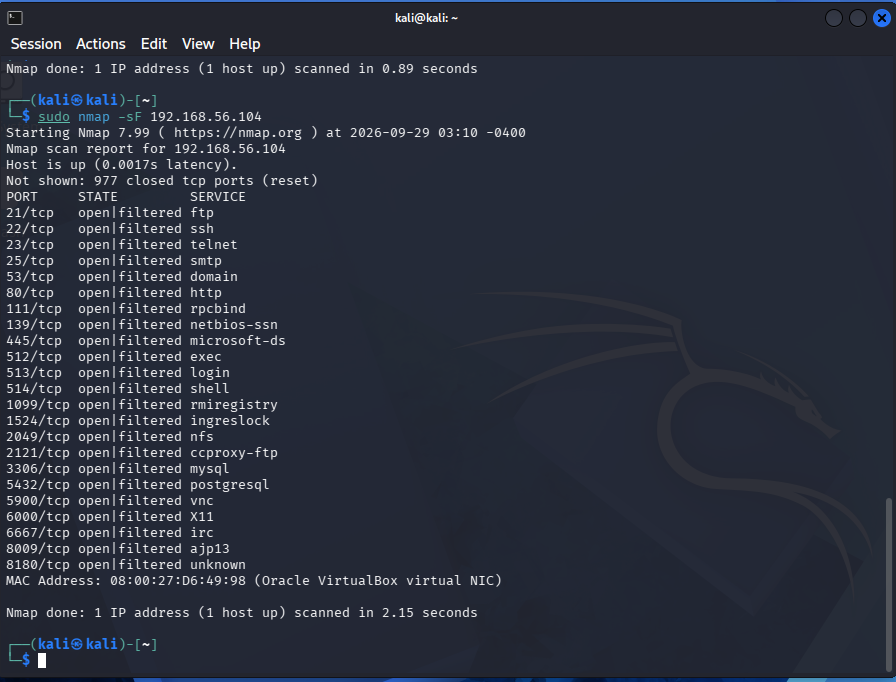 kali@kali: ~
Session Actions Edit View Help
Nmap done: 1 IP address (1 host up) scanned in 0.89 seconds
┌──(kali㉿kali)-[~]
└─$ sudo nmap -sF 192.168.56.104
Starting Nmap 7.99 ( https://nmap.org ) at 2026-09-29 03:10 -0400
Nmap scan report for 192.168.56.104
Host is up (0.0017s latency).
Not shown: 977 closed tcp ports (reset)
PORT     STATE         SERVICE
21/tcp   open|filtered ftp
22/tcp   open|filtered ssh
23/tcp   open|filtered telnet
25/tcp   open|filtered smtp
53/tcp   open|filtered domain
80/tcp   open|filtered http
111/tcp  open|filtered rpcbind
139/tcp  open|filtered netbios-ssn
445/tcp  open|filtered microsoft-ds
512/tcp  open|filtered exec
513/tcp  open|filtered login
514/tcp  open|filtered shell
1099/tcp open|filtered rmiregistry
1524/tcp open|filtered ingreslock
2049/tcp open|filtered nfs
2121/tcp open|filtered ccproxy-ftp
3306/tcp open|filtered mysql
5432/tcp open|filtered postgresql
5900/tcp open|filtered vnc
6000/tcp open|filtered X11
6667/tcp open|filtered irc
8009/tcp open|filtered ajp13
8180/tcp open|filtered unknown
MAC Address: 08:00:27:D6:49:98 (Oracle VirtualBox virtual NIC)
Nmap done: 1 IP address (1 host up) scanned in 2.15 seconds
┌──(kali㉿kali)-[~]
└─$